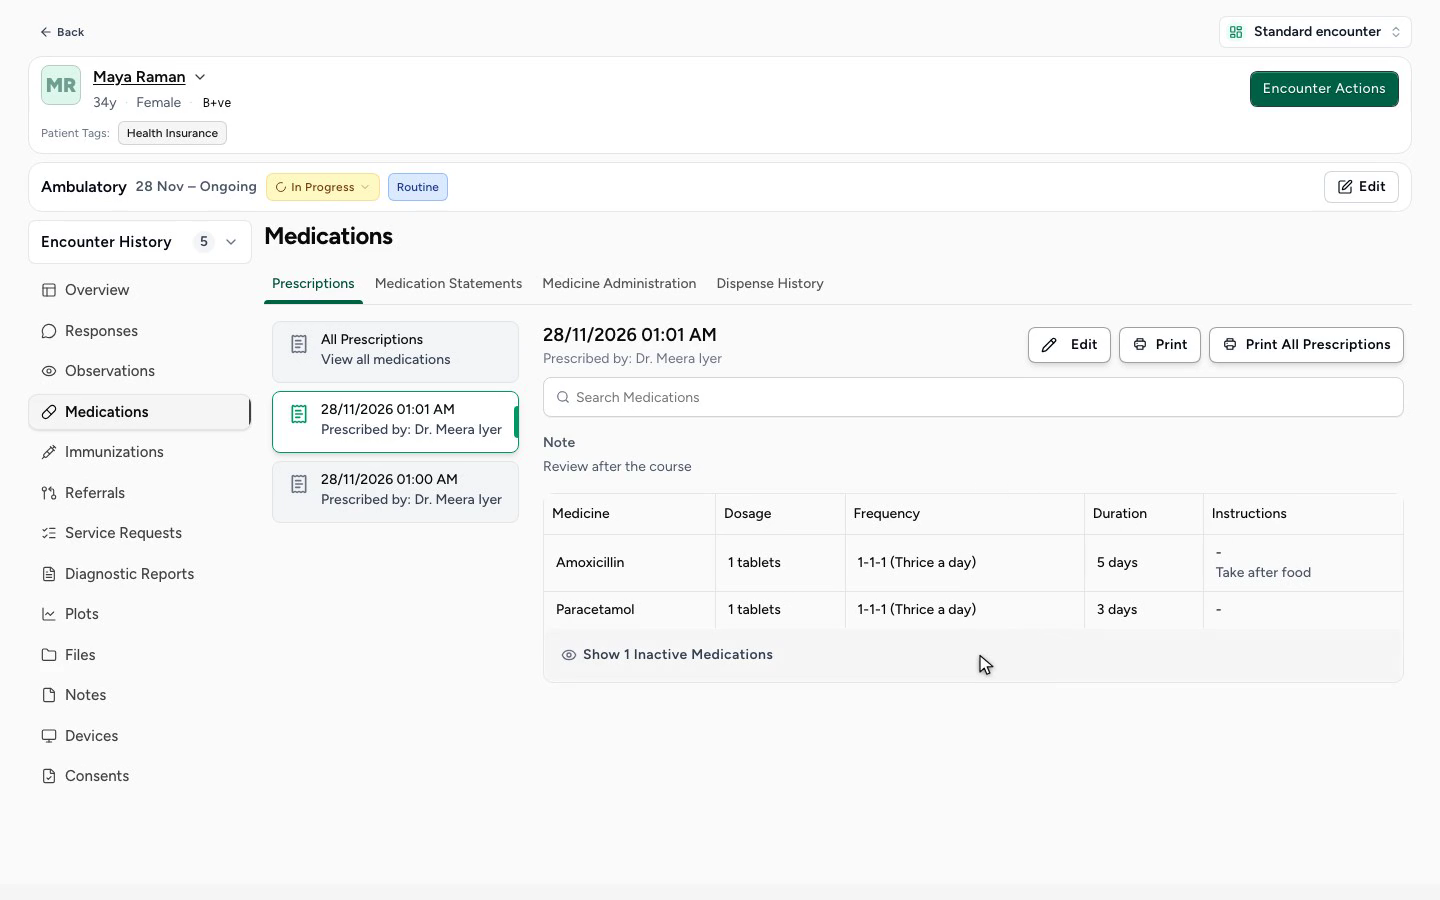 Back
Standard encounter
MR
Maya Raman
34y · Female · B+ve
Encounter Actions
Patient Tags: Health Insurance
Ambulatory 28 Nov – Ongoing In Progress Routine
Edit
Encounter History 5
Overview
Responses
Observations
Medications
Immunizations
Referrals
Service Requests
Diagnostic Reports
Plots
Files
Notes
Devices
Consents
Medications
Prescriptions Medication Statements Medicine Administration Dispense History
All Prescriptions
View all medications
28/11/2026 01:01 AM
Prescribed by: Dr. Meera Iyer
28/11/2026 01:00 AM
Prescribed by: Dr. Meera Iyer
28/11/2026 01:01 AM
Prescribed by: Dr. Meera Iyer
Edit Print Print All Prescriptions
Search Medications
Note
Review after the course
Medicine Dosage Frequency Duration Instructions
Amoxicillin 1 tablets 1-1-1 (Thrice a day) 5 days -
Take after food
Paracetamol 1 tablets 1-1-1 (Thrice a day) 3 days -
Show 1 Inactive Medications